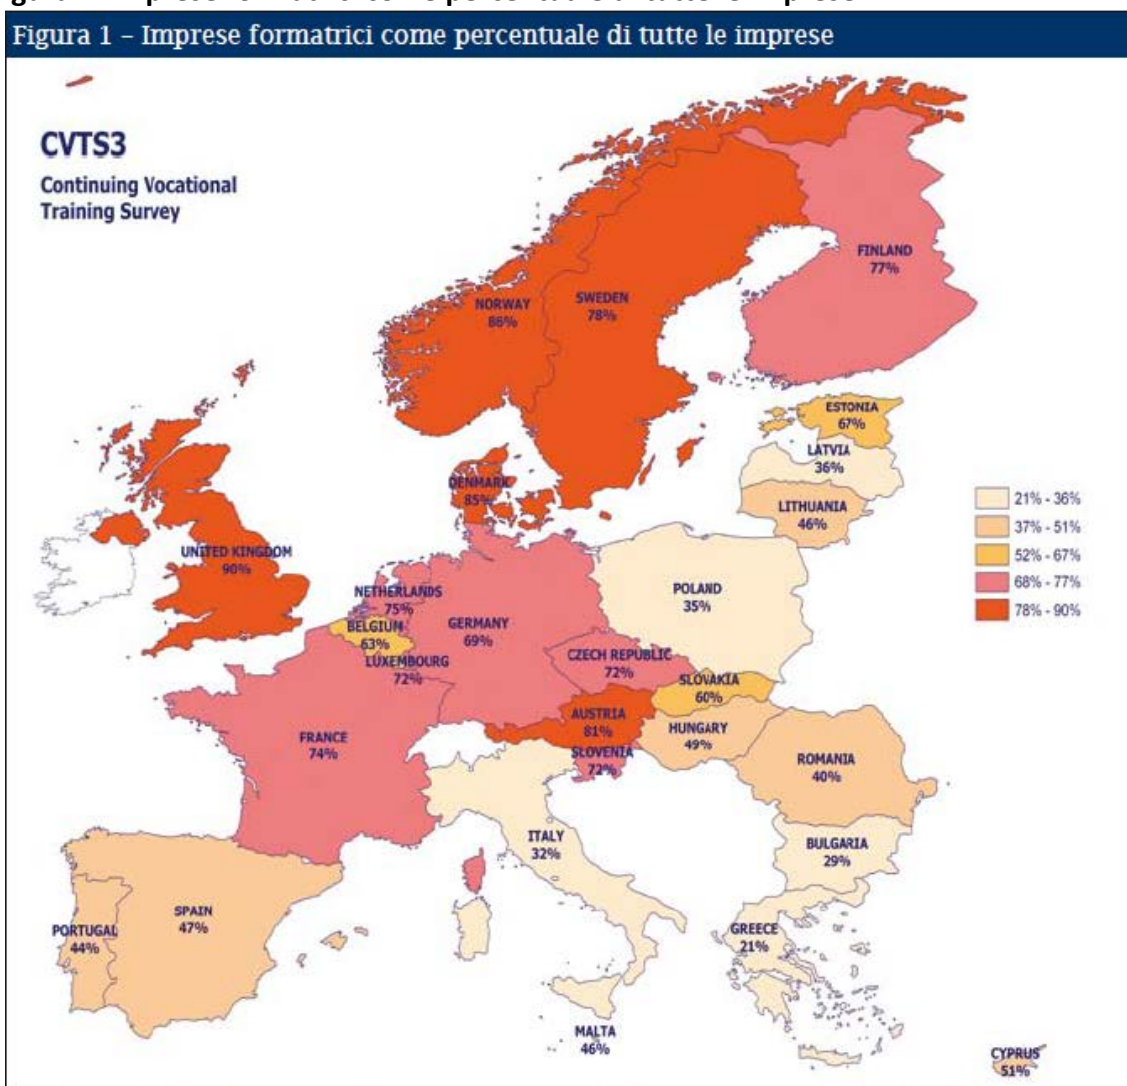 Figura 1 – Imprese formatrici come percentuale di tutte le imprese
CVTS3
Continuing Vocational
Training Survey
FINLAND
77%
NORWAY
86%
SWEDEN
78%
ESTONIA
67%
LATVIA
36%
DENMARK
85%
LITHUANIA
46%
21% - 36%
37% - 51%
52% - 67%
68% - 77%
78% - 90%
UNITED KINGDOM
90%
NETHERLANDS
75%
POLAND
35%
BELGIUM
63%
GERMANY
69%
LUXEMBOURG
72%
CZECH REPUBLIC
72%
SLOVAKIA
60%
AUSTRIA
81%
HUNGARY
49%
FRANCE
74%
SLOVENIA
72%
ROMANIA
40%
ITALY
32%
BULGARIA
29%
SPAIN
47%
PORTUGAL
44%
GREECE
21%
MALTA
46%
CYPRUS
51%